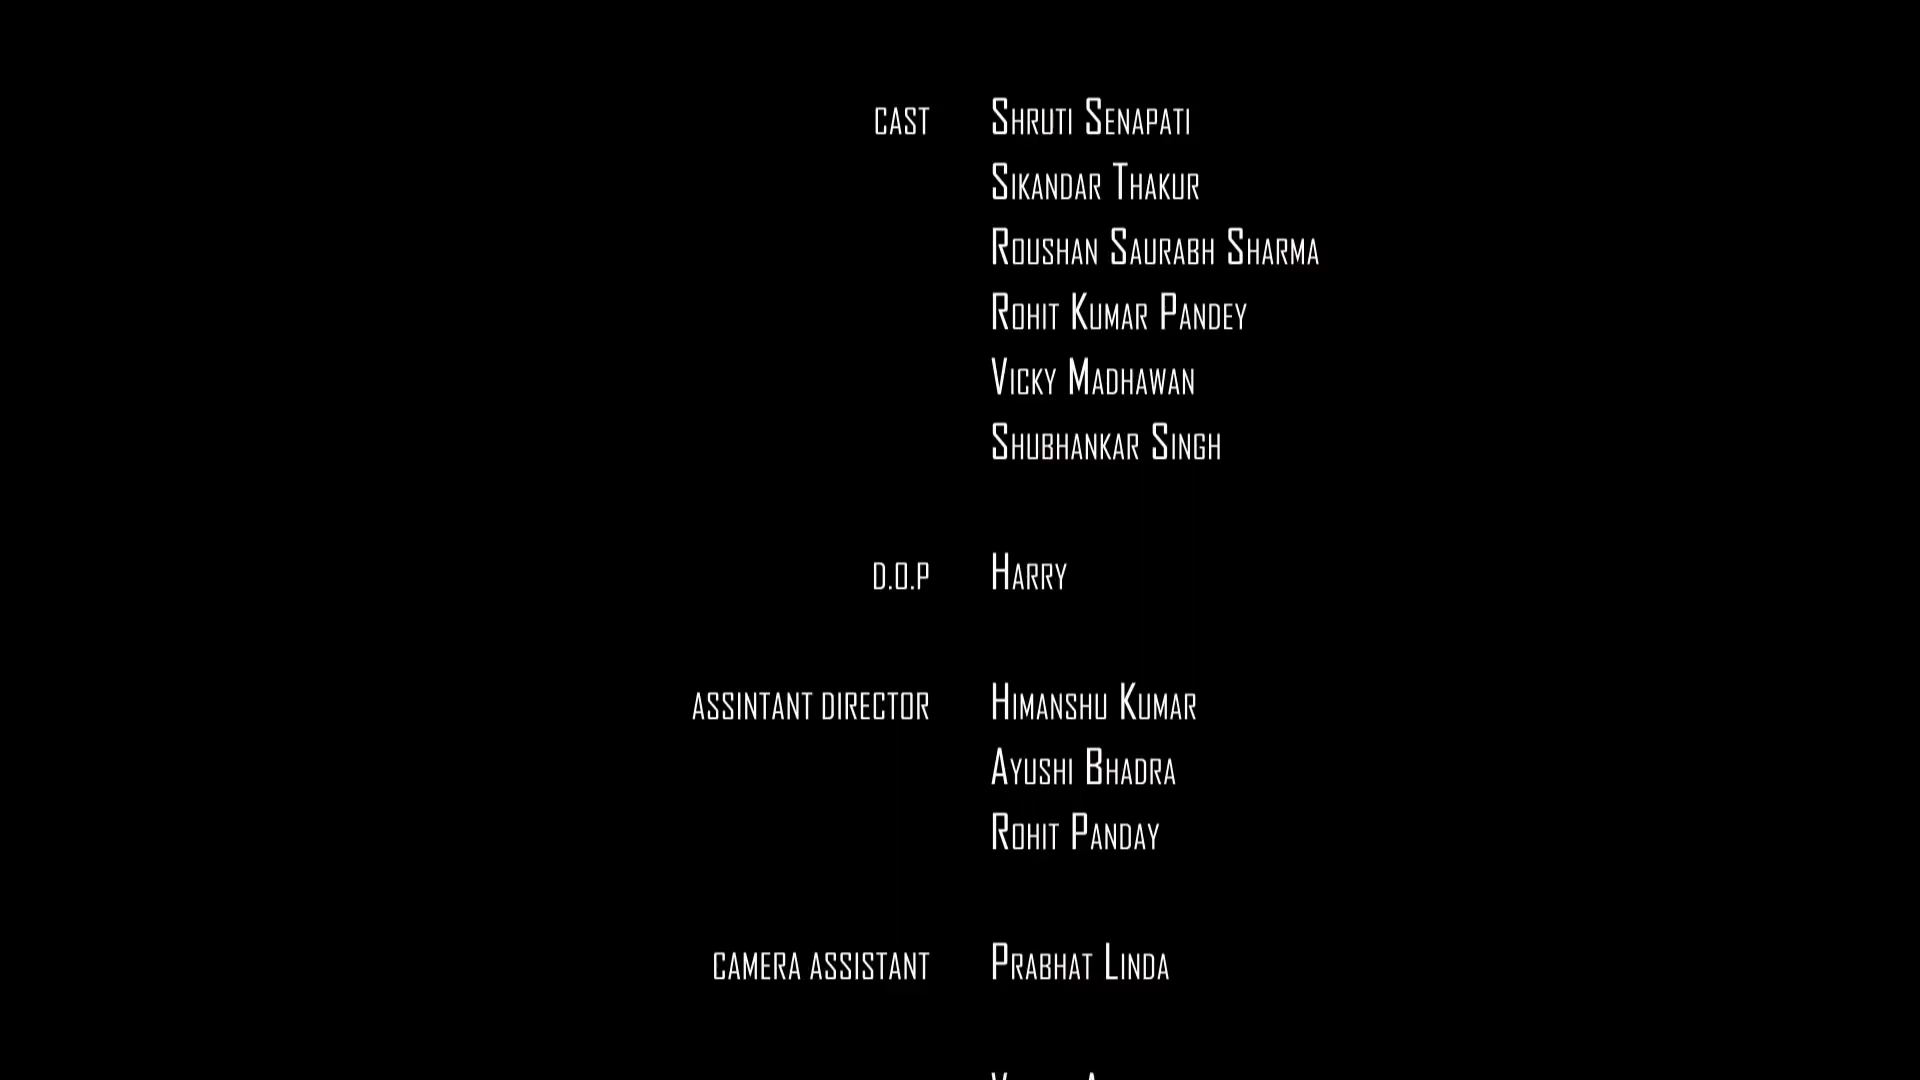 CAST Shruti Senapati
Sikandar Thakur
Roushan Saurabh Sharma
Rohit Kumar Pandey
Vicky Madhawan
Shubhankar Singh
D.O.P Harry
ASSINTANT DIRECTOR Himanshu Kumar
Ayushi Bhadra
Rohit Panday
CAMERA ASSISTANT Prabhat Linda